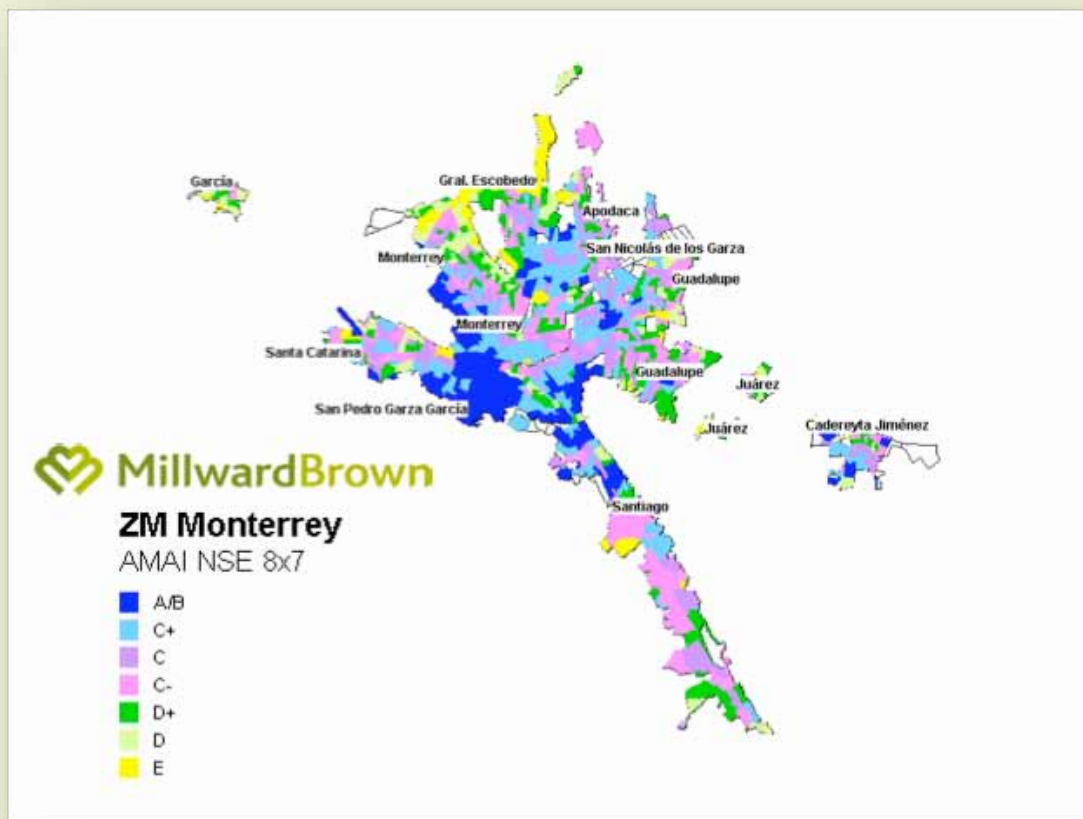 García
Gral. Escobedo
Apodaca
San Nicolás de los Garza
Monterrey
Guadalupe
Monterrey
Santa Catarina
Guadalupe
Juárez
San Pedro Garza García
Juárez
Cadereyta Jiménez
MillwardBrown
Santiago
ZM Monterrey
AMAI NSE 8x7
A/B
C+
C
C-
D+
D
E